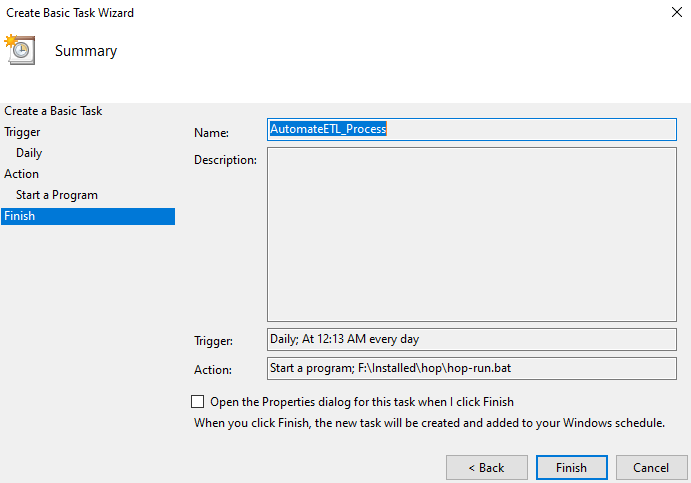 Create Basic Task Wizard
Summary
Create a Basic Task
Trigger
Daily
Action
Start a Program
Finish
Name: AutomateETL_Process
Description:
Trigger: Daily; At 12:13 AM every day
Action: Start a program; F:\Installed\hop\hop-run.bat
Open the Properties dialog for this task when I click Finish
When you click Finish, the new task will be created and added to your Windows schedule.
< Back Finish Cancel